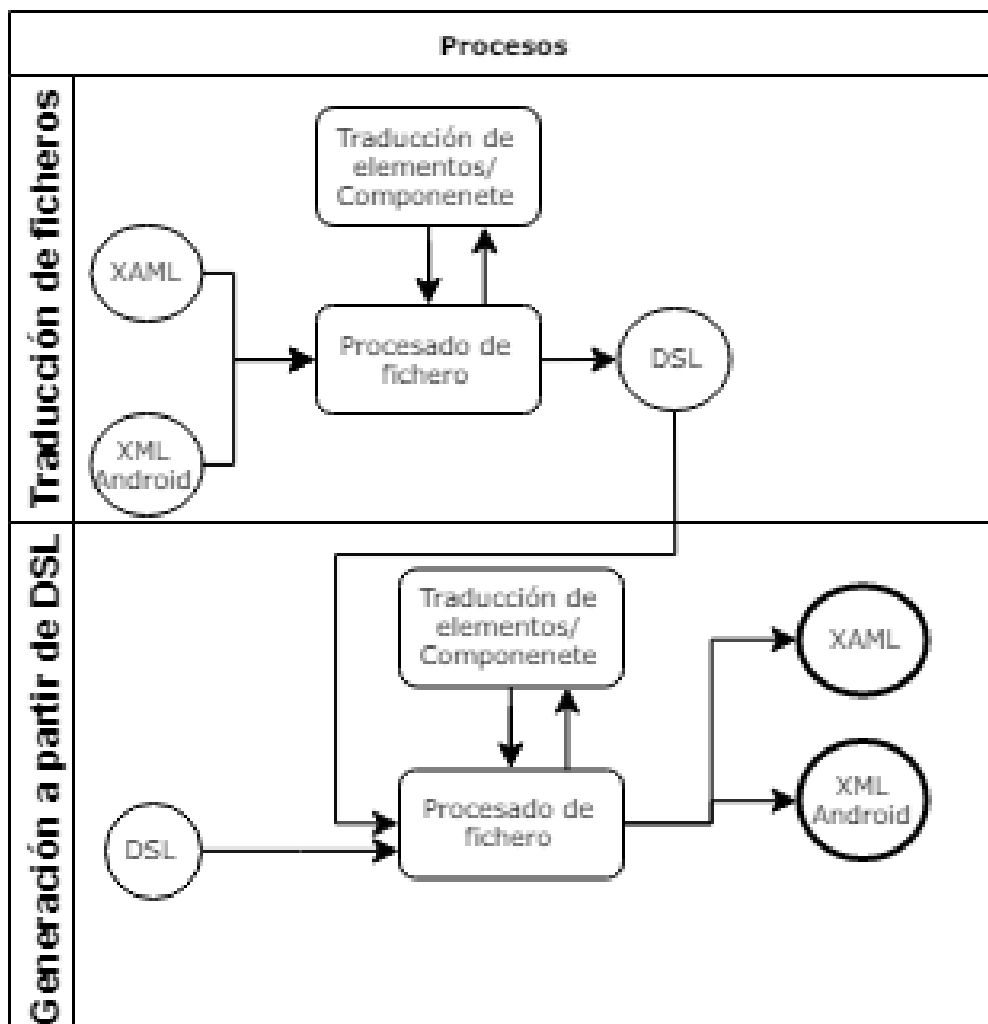 Procesos
Traducción de ficheros
Traducción de
elementos/
Componenete
XAML
Procesado de
fichero
DSL
XML
Android
Generación a partir de DSL
Traducción de
elementos/
Componenete
XAML
Procesado de
fichero
XML
Android
DSL